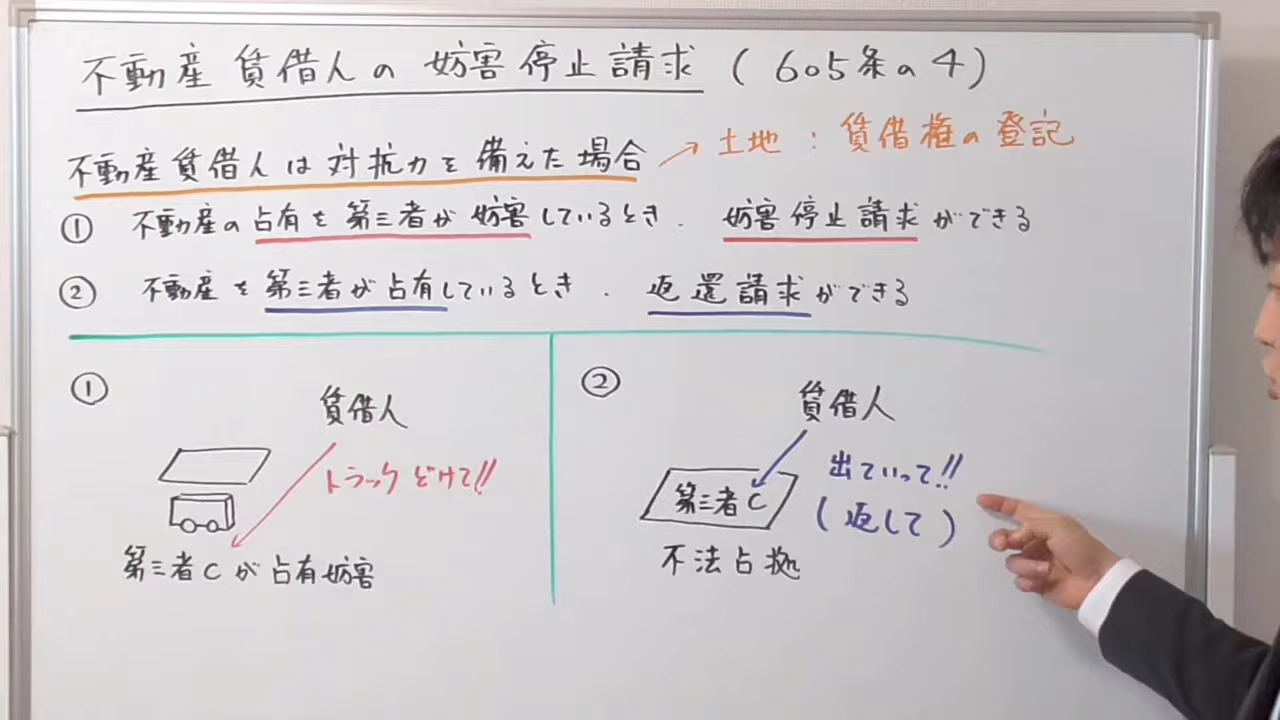 不動産賃借人の妨害停止請求(605条の4)
不動産賃借人は対抗力を備えた場合 → 土地:賃借権の登記
① 不動産の占有を第三者が妨害しているとき. 妨害停止請求ができる
② 不動産を第三者が占有しているとき. 返還請求ができる
①
賃借人
トラックどけて!!
第三者Cが占有妨害
②
賃借人
出ていって!!
第三者C
(返して)
不法占拠